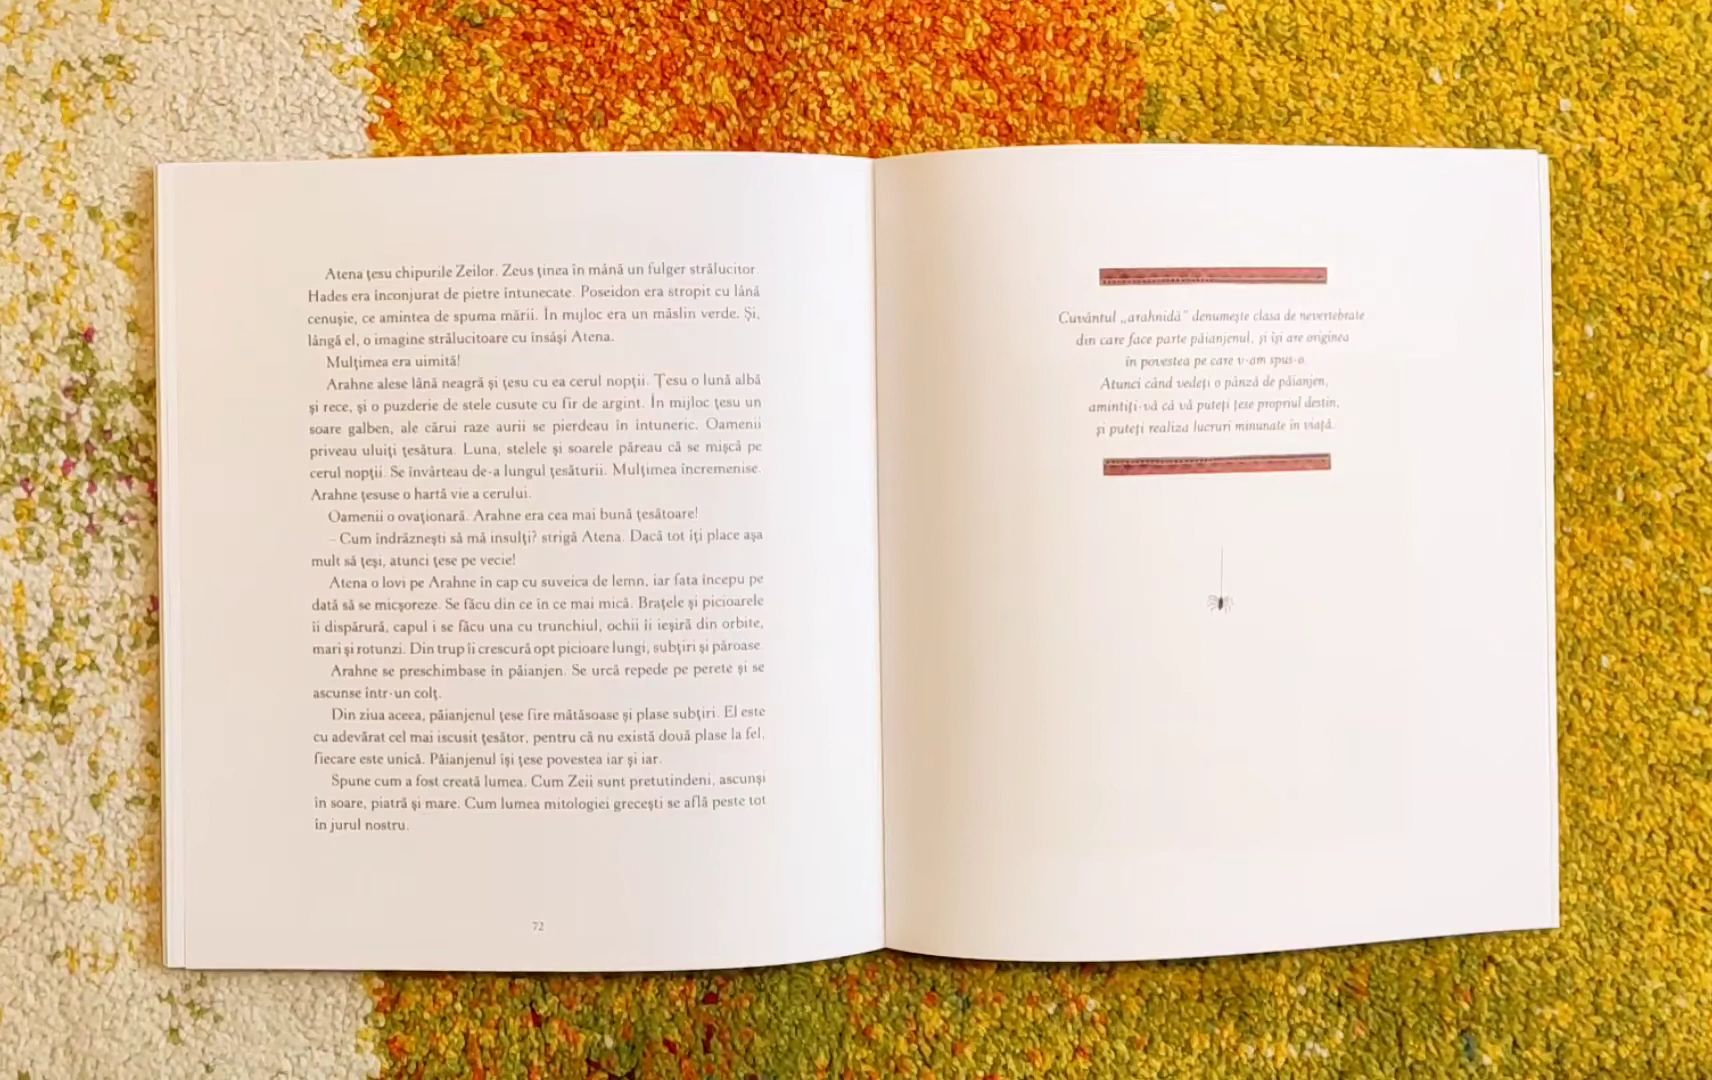 Atena țesu chipurile Zeilor. Zeus ținea în mână un fulger strălucitor.
Hades era înconjurat de pietre întunecate. Poseidon era stropit cu lână
cenușie, ce amintea de spuma mării. În mijloc era un măslin verde. Și,
lângă el, o imagine strălucitoare cu însăși Atena.
Mulțimea era uimită!
Arahne alese lână neagră și țesu cu ea cerul nopții. Țesu o lună albă
și rece, și o puzderie de stele cusute cu fir de argint. În mijloc țesu un
soare galben, ale cărui raze aurii se pierdeau în întuneric. Oamenii
priveau uluiți țesătura. Luna, stelele și soarele păreau că se mișcă pe
cerul nopții. Se învârteau de-a lungul țesăturii. Mulțimea încremenise.
Arahne țesuse o hartă vie a cerului.
Oamenii o ovaționară. Arahne era cea mai bună țesătoare!
– Cum îndrăznești să mă insulți? strigă Atena. Dacă tot îți place așa
mult să țeși, atunci țese pe vecie!
Atena o lovi pe Arahne în cap cu suveica de lemn, iar fata începu pe
dată să se micșoreze. Se făcu din ce în ce mai mică. Brațele și picioarele
îi dispărură, capul i se făcu una cu trunchiul, ochii îi ieșiră din orbite,
mari și rotunzi. Din trup îi crescură opt picioare lungi, subțiri și păroase.
Arahne se preschimbase în păianjen. Se urcă repede pe perete și se
ascunse într-un colț.
Din ziua aceea, păianjenul țese fire mătăsoase și plase subțiri. El este
cu adevărat cel mai iscusit țesător, pentru că nu există două plase la fel,
fiecare este unică. Păianjenul își țese povestea iar și iar.
Spune cum a fost creată lumea. Cum Zeii sunt pretutindeni, ascunși
în soare, piatră și mare. Cum lumea mitologiei grecești se află peste tot
în jurul nostru.
72
Cuvântul „arahnidă” denumește clasa de nevertebrate
din care face parte păianjenul, și își are originea
în povestea pe care v-am spus-o.
Atunci când vedeți o pânză de păianjen,
amintiți-vă că vă puteți țese propriul destin,
și puteți realiza lucruri minunate în viață.